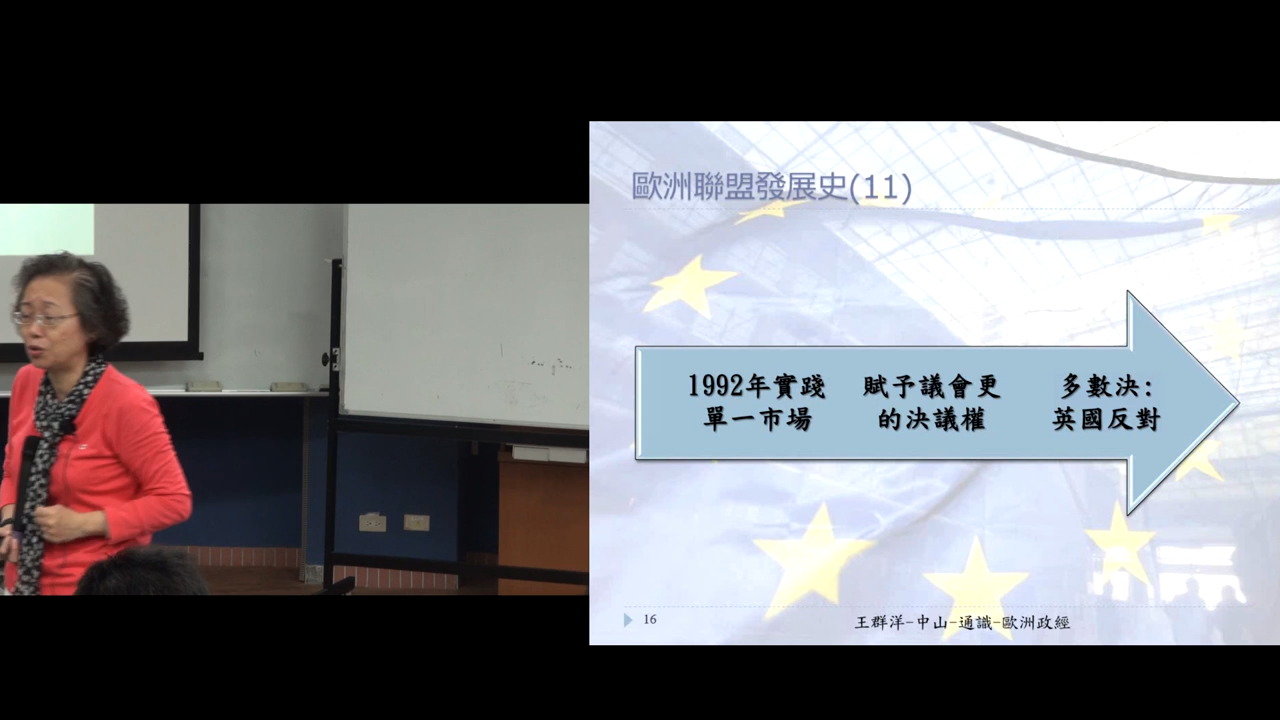 歐洲聯盟發展史(11)
1992年實踐
單一市場
賦予議會更
的決議權
多數決:
英國反對
16
王群洋-中山-通識-歐洲政經